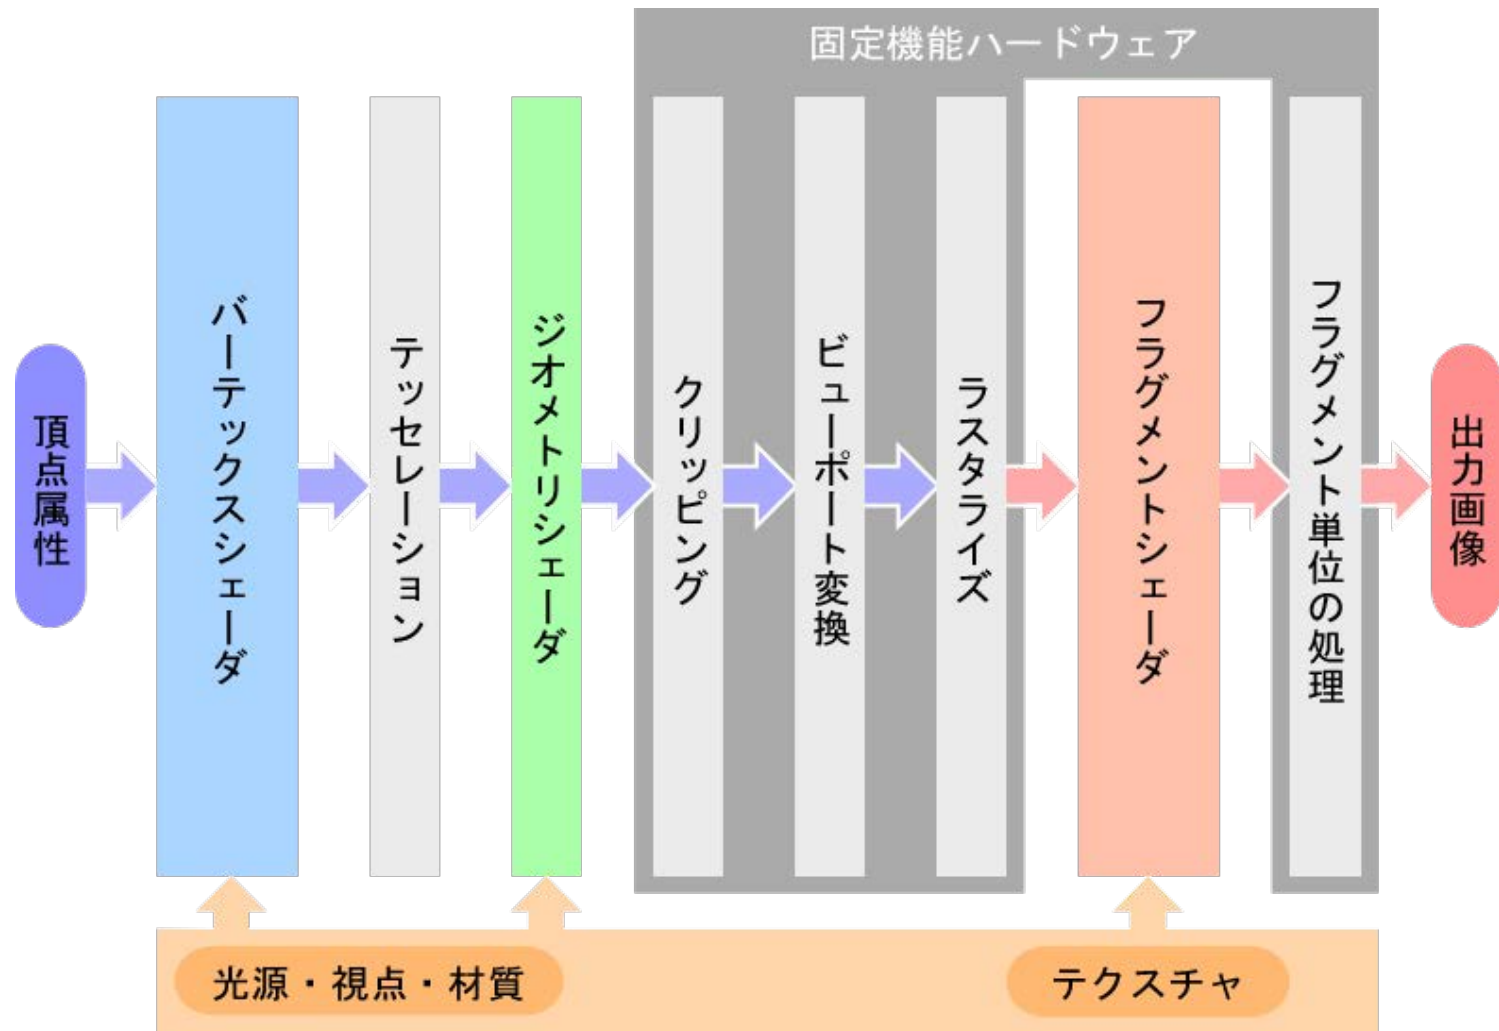 固定機能ハードウェア
頂点属性
バーテックスシェーダ
テッセレーション
ジオメトリシェーダ
クリッピング
ビューポート変換
ラスタライズ
フラグメントシェーダ
フラグメント単位の処理
出力画像
光源・視点・材質
テクスチャ